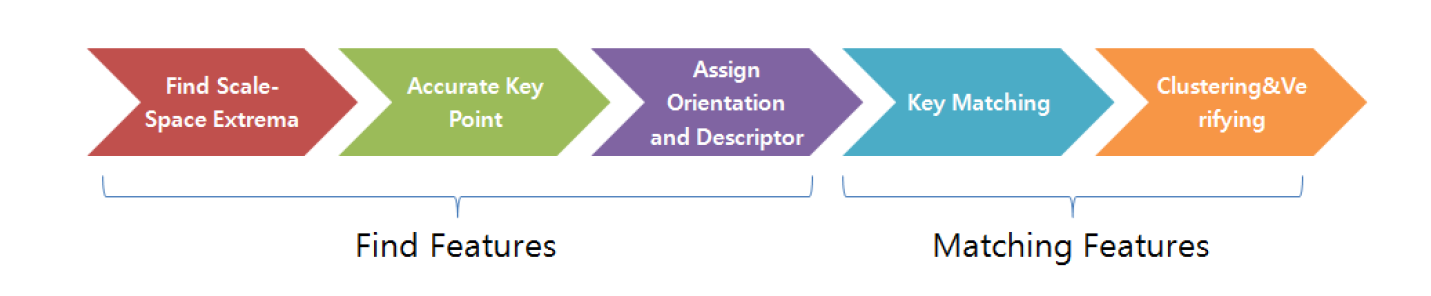 Find Scale-
Space Extrema
Accurate Key
Point
Assign
Orientation
and Descriptor
Key Matching
Clustering&Ve
rifying
Find Features
Matching Features